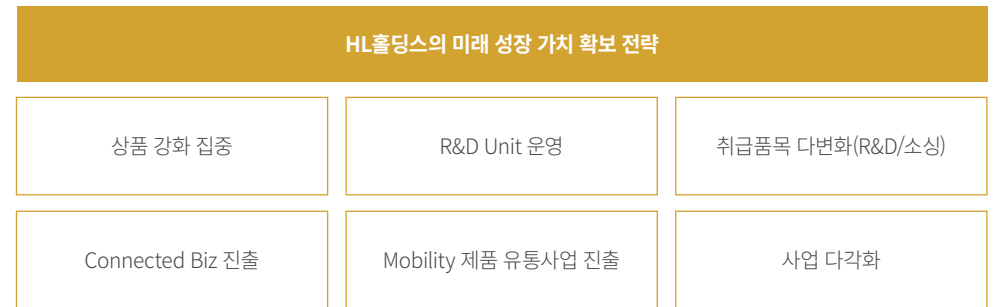 HL홀딩스의 미래 성장 가치 확보 전략
상품 강화 집중
R&D Unit 운영
취급품목 다변화(R&D/소싱)
Connected Biz 진출
Mobility 제품 유통사업 진출
사업 다각화